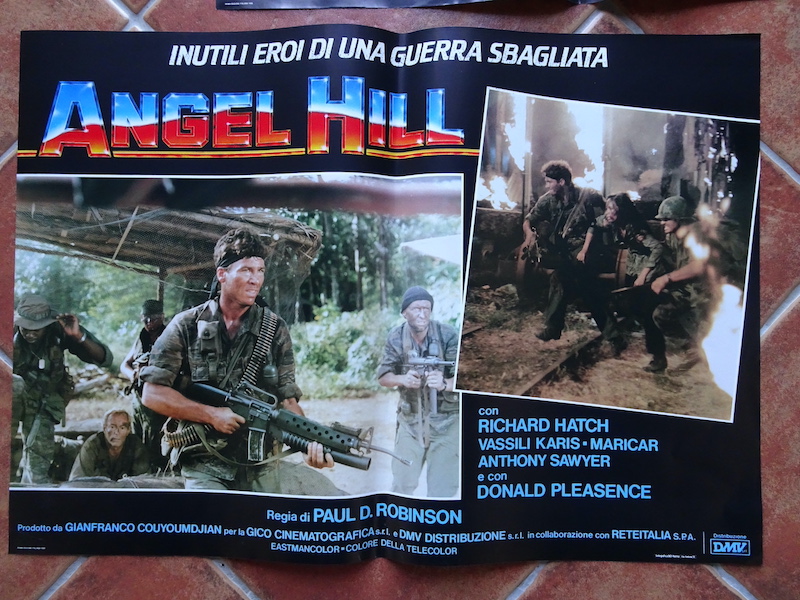 INUTILI EROI DI UNA GUERRA SBAGLIATA
ANGEL HILL
con
RICHARD HATCH
VASSILI KARIS - MARICAR
ANTHONY SAWYER
e con
DONALD PLEASENCE
Regia di PAUL D. ROBINSON
Prodotto da GIANFRANCO COUYOUMDJIAN per la GICO CINEMATOGRAFICA s.r.l. e DMV DISTRIBUZIONE s.r.l. in collaborazione con RETEITALIA S.P.A.
EASTMANCOLOR - COLORE DELLA TELECOLOR
Distribuzione
DMV